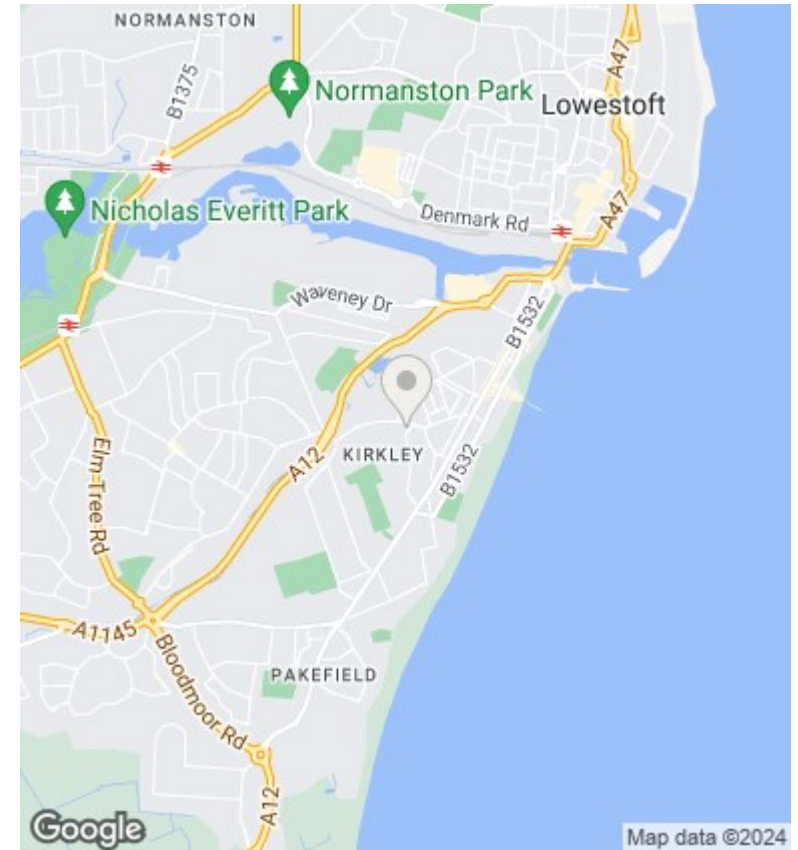 NORMANSTON
B1375
A47
Normanston Park
Lowestoft
Nicholas Everitt Park
Denmark Rd
A47
Waveney Dr
B1532
A12
KIRKLEY
B1532
Elm Tree Rd
A1145
Bloodmoor Rd
PAKEFIELD
A12
Google
Map data ©2024